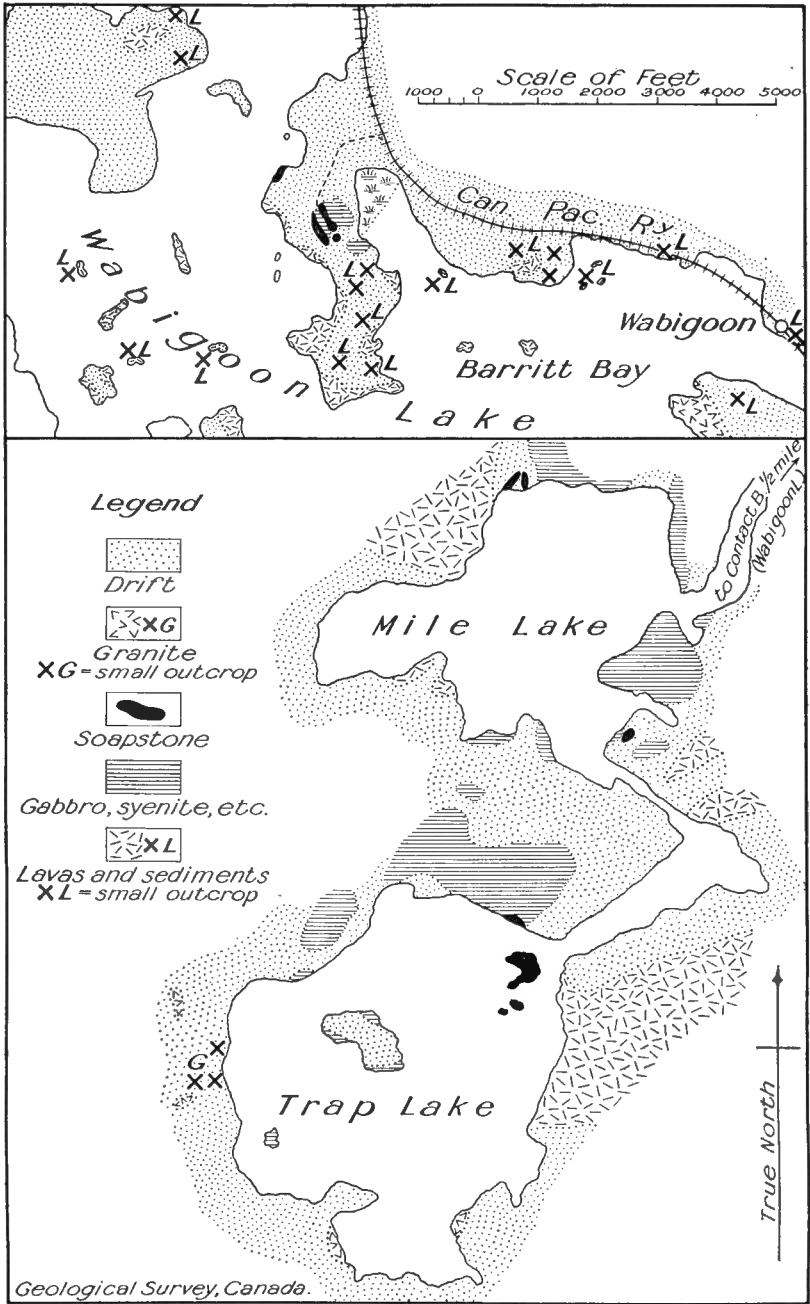 L
L
Scale of Feet
1000 0 1000 2000 3000 4000 5000
Can. Pac. Ry.
L
L
L
L
L
L
L
L
L
L
L
L
L
L
Wabigoon
Barritt Bay
Wabigoon Lake
Legend
Drift
XG
Granite
XG = small outcrop
Soapstone
Gabbro, syenite, etc.
XL
Lavas and sediments
XL = small outcrop
to Contact B. 1/2 mile
(Wabigoon L.)
Mile Lake
G
Trap Lake
True North
Geological Survey, Canada.